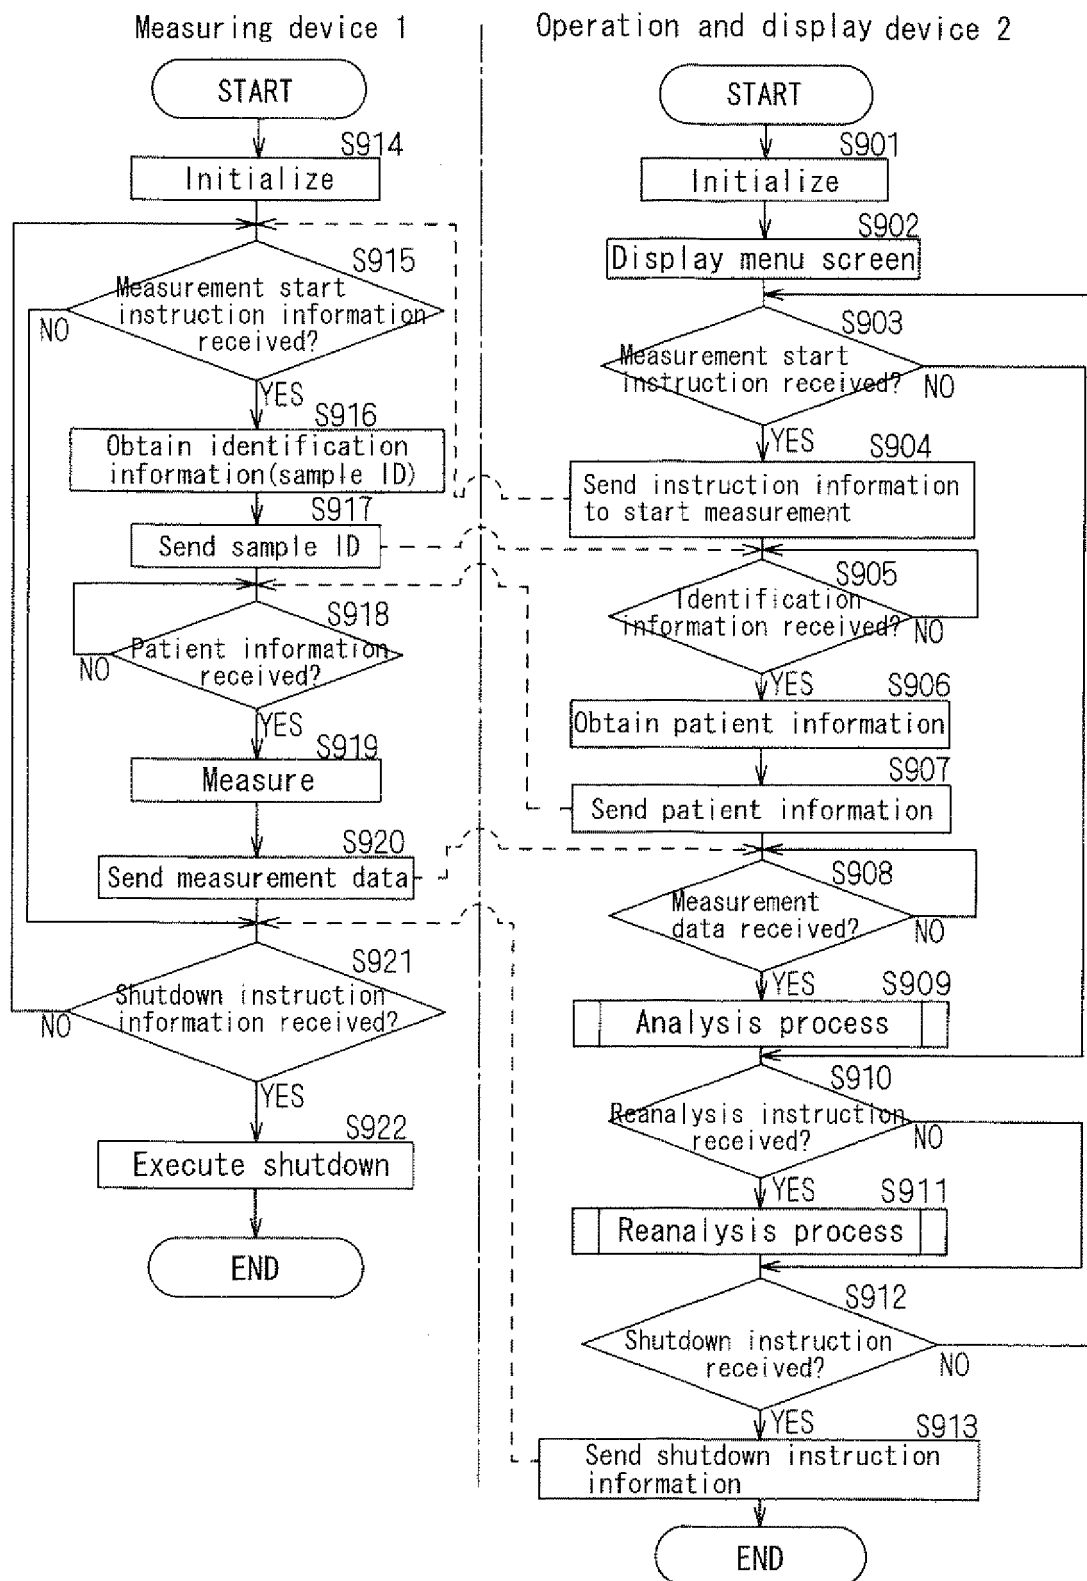 Measuring device 1
START
S914
Initialize
S915
Measurement start
instruction information
received?
NO
YES
S916
Obtain identification
information(sample ID)
S917
Send sample ID
S918
Patient information
received?
NO
YES
S919
Measure
S920
Send measurement data
S921
Shutdown instruction
information received?
NO
YES
S922
Execute shutdown
END
Operation and display device 2
START
S901
Initialize
S902
Display menu screen
S903
Measurement start
instruction received?
NO
YES
S904
Send instruction information
to start measurement
S905
Identification
information received?
NO
YES
S906
Obtain patient information
S907
Send patient information
S908
Measurement
data received?
NO
YES
S909
Analysis process
S910
Reanalysis instruction
received?
NO
YES
S911
Reanalysis process
S912
Shutdown instruction
received?
NO
YES
S913
Send shutdown instruction
information
END